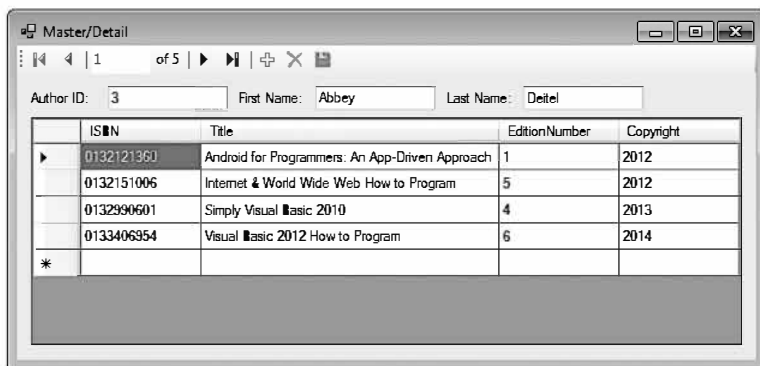 Master/Detail
1 of 5
Author ID: 3 First Name: Abbey Last Name: Deitel
ISBN Title EditionNumber Copyright
0132121360 Android for Programmers: An App-Driven Approach 1 2012
0132151006 Internet & World Wide Web How to Program 5 2012
0132990601 Simply Visual Basic 2010 4 2013
0133406954 Visual Basic 2012 How to Program 6 2014